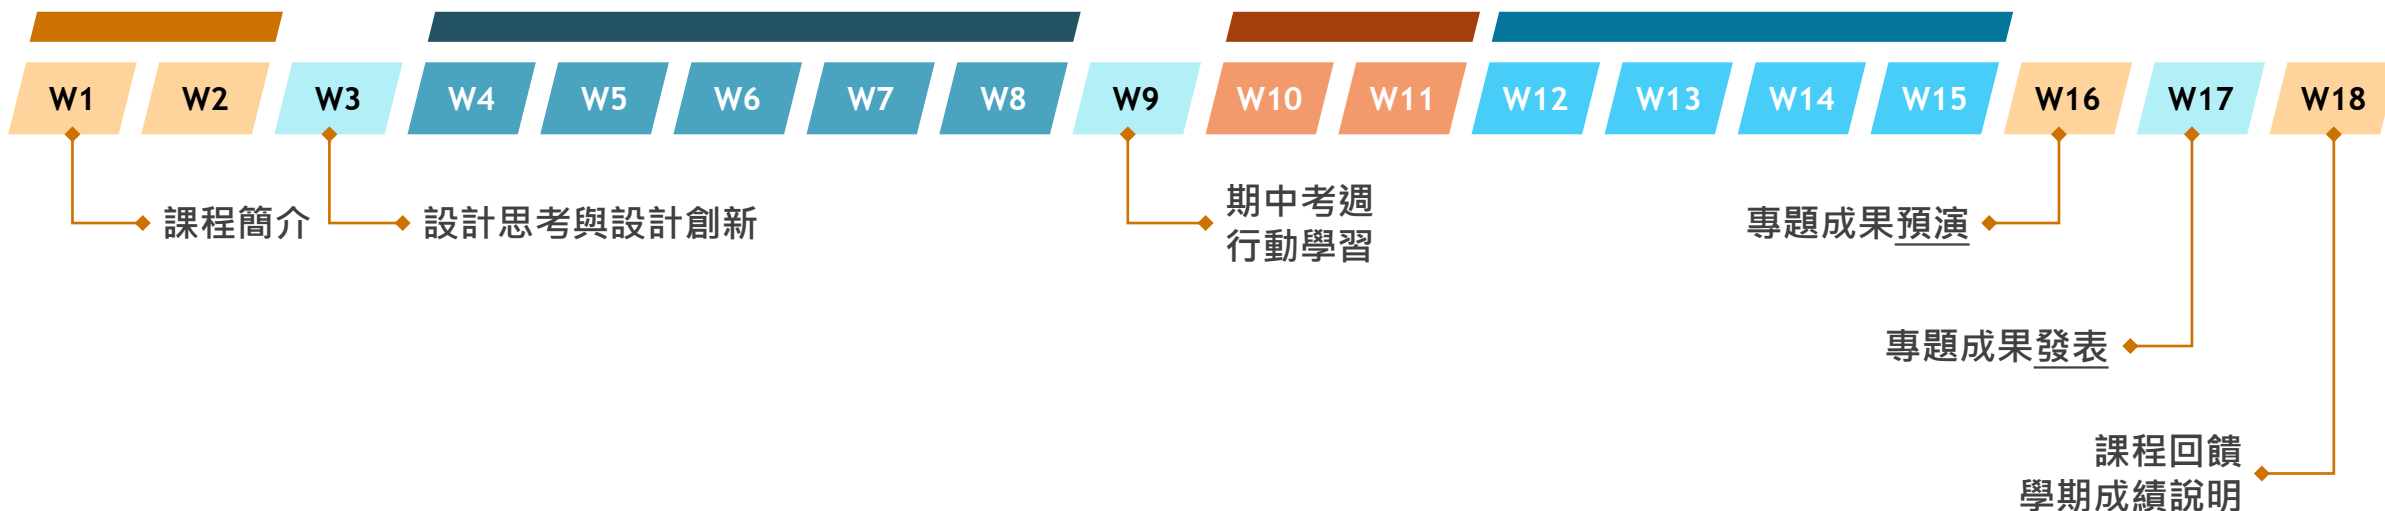 W1 W2 W3 W4 W5 W6 W7 W8 W9 W10 W11 W12 W13 W14 W15 W16 W17 W18
課程簡介
設計思考與設計創新
期中考週
行動學習
專題成果預演
專題成果發表
課程回饋
學期成績說明